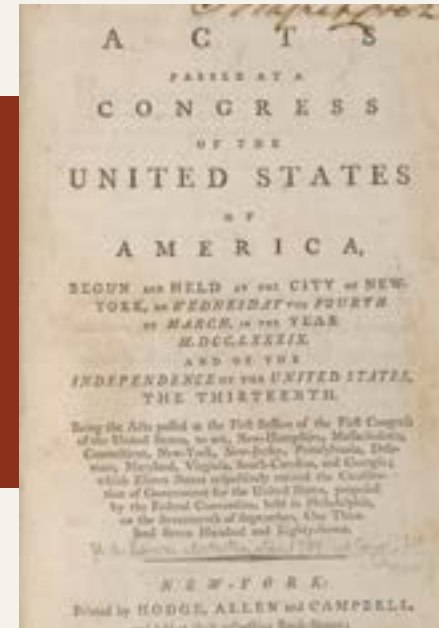 A C T S
PASSED AT A
CONGRESS
OF THE
UNITED STATES
OF
AMERICA,
BEGUN AND HELD AT THE CITY OF NEW-
YORK, ON WEDNESDAY THE FOURTH
OF MARCH, IN THE YEAR
M,DCC,LXXXIX.
AND OF THE
INDEPENDENCE OF THE UNITED STATES,
THE THIRTEENTH.
Being the Acts passed at the First Session of the First Congress
of the United States, to wit, New-Hampshire, Massachusetts,
Connecticut, New-York, New-Jersey, Pennsylvania, Dela-
ware, Maryland, Virginia, South-Carolina, and Georgia;
which Eleven States respectively ratified the Constitu-
tion of Government for the United States, proposed
by the Federal Convention, held in Philadelphia,
on the Seventeenth of September, One Thou-
sand Seven Hundred and Eighty-seven.
NEW-YORK:
Printed by HODGE, ALLEN and CAMPBELL,